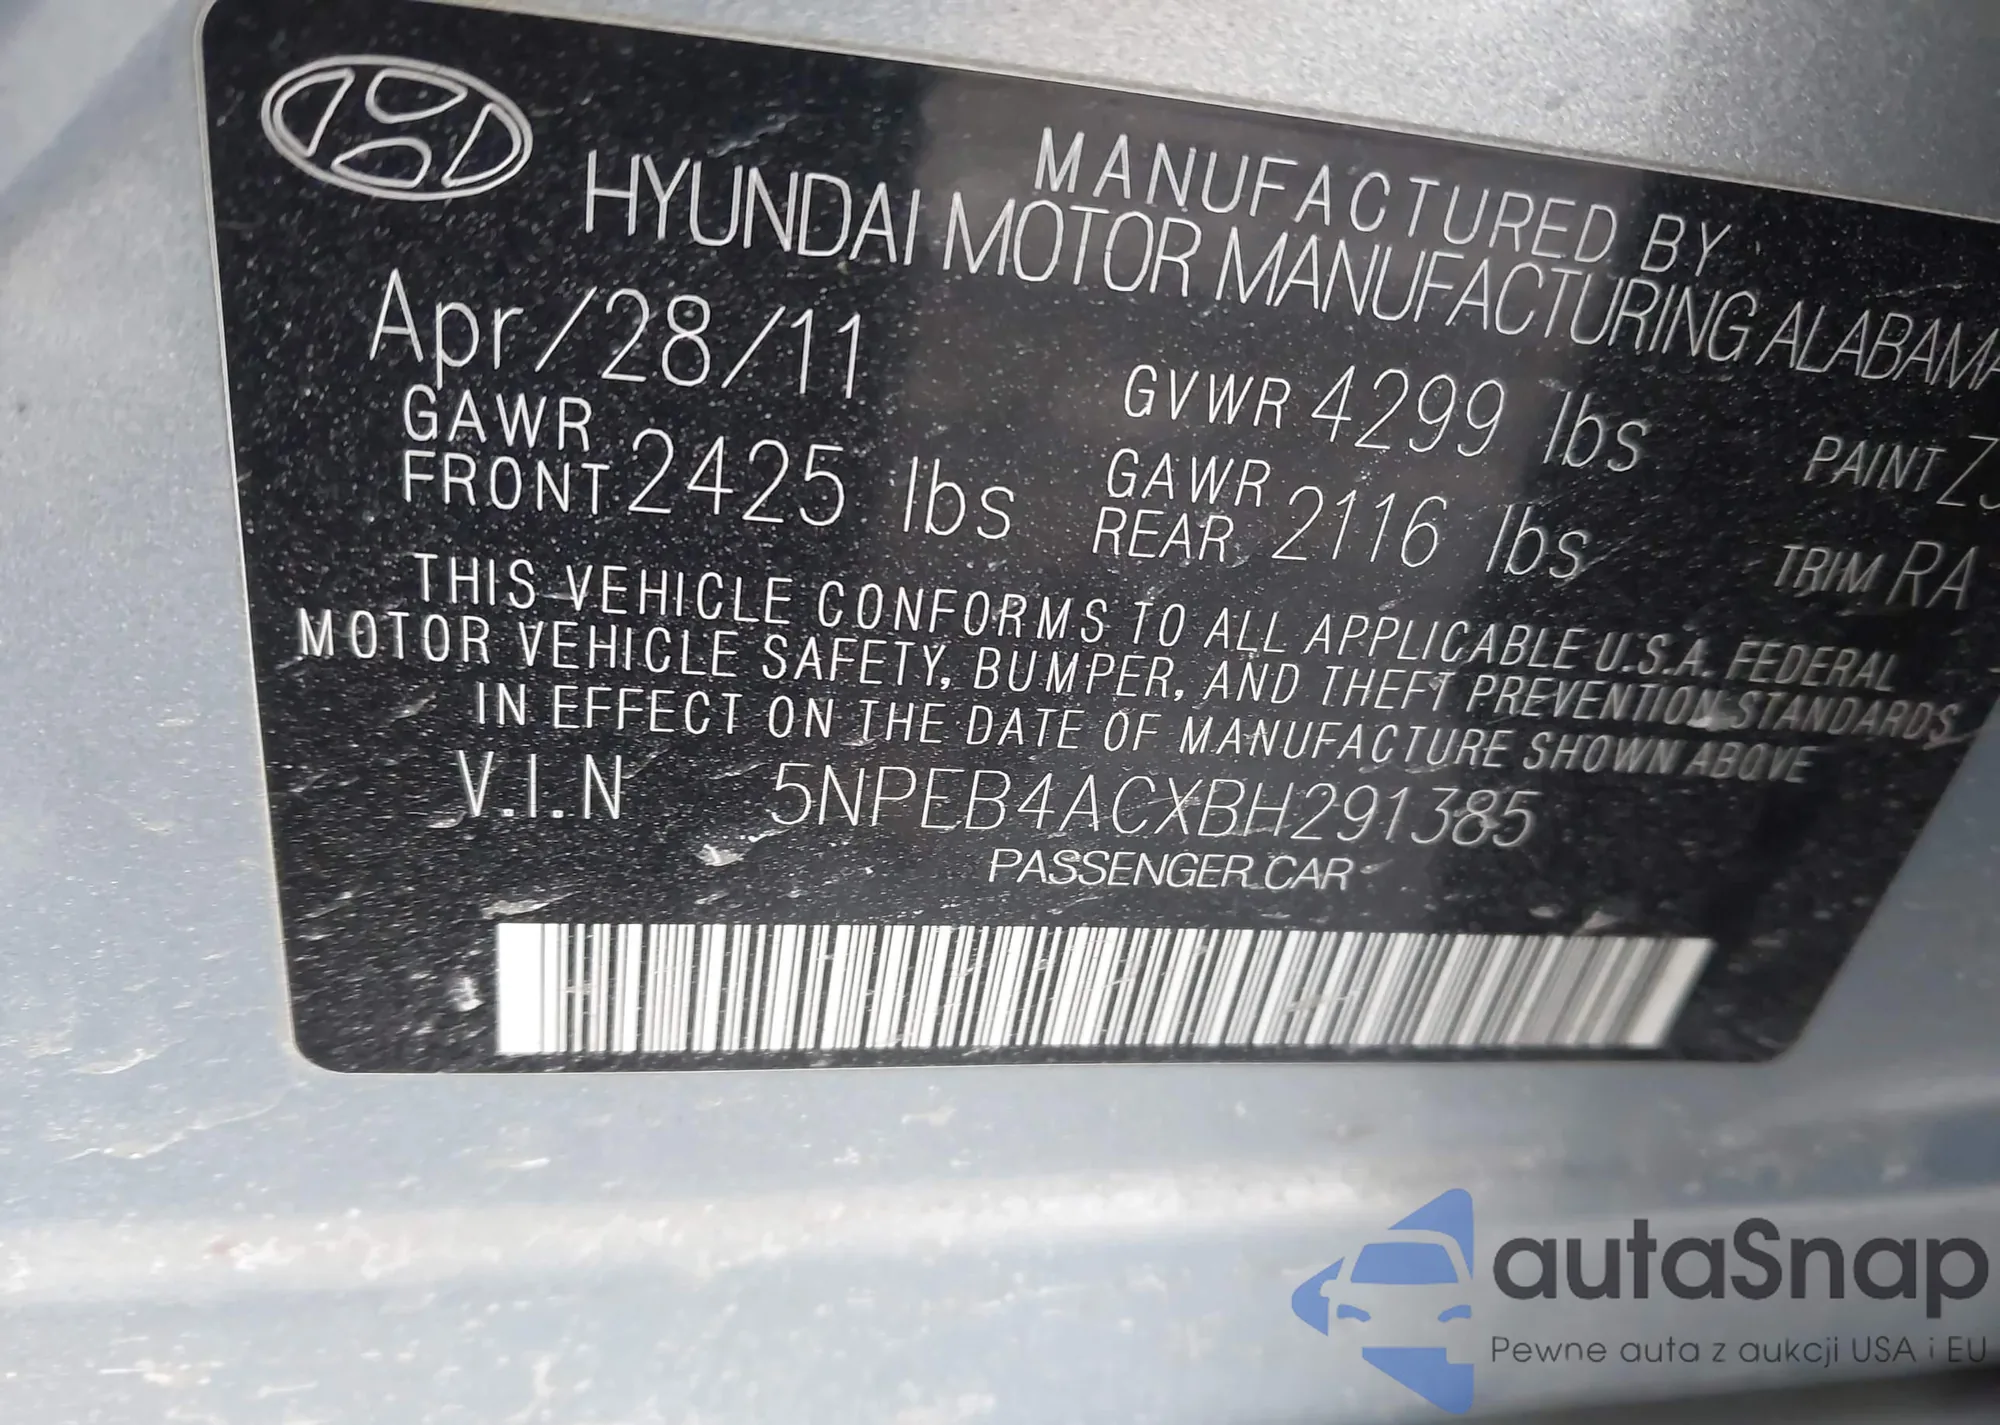 MANUFACTURED BY
HYUNDAI MOTOR MANUFACTURING ALABAMA
Apr/28/11
GVWR 4299 lbs
PAINT
GAWR FRONT 2425 lbs
GAWR REAR 2116 lbs
TRIM RA
THIS VEHICLE CONFORMS TO ALL APPLICABLE U.S.A. FEDERAL
MOTOR VEHICLE SAFETY, BUMPER, AND THEFT PREVENTION STANDARDS
IN EFFECT ON THE DATE OF MANUFACTURE SHOWN ABOVE
V.I.N 5NPEB4ACXBH291385
PASSENGER CAR
autaSnap
Pewne auta z aukcji USA i EU